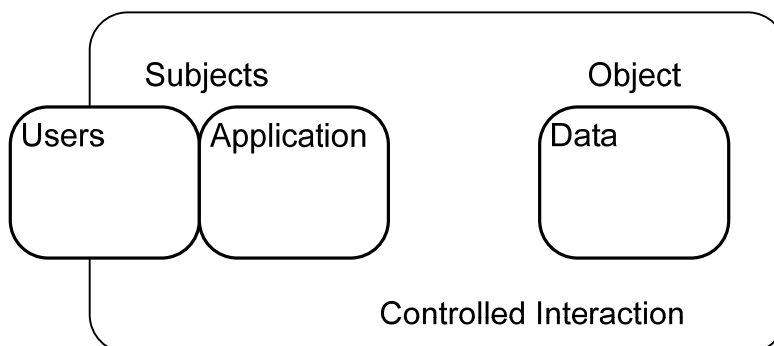 Subjects
Object
Users
Application
Data
Controlled Interaction